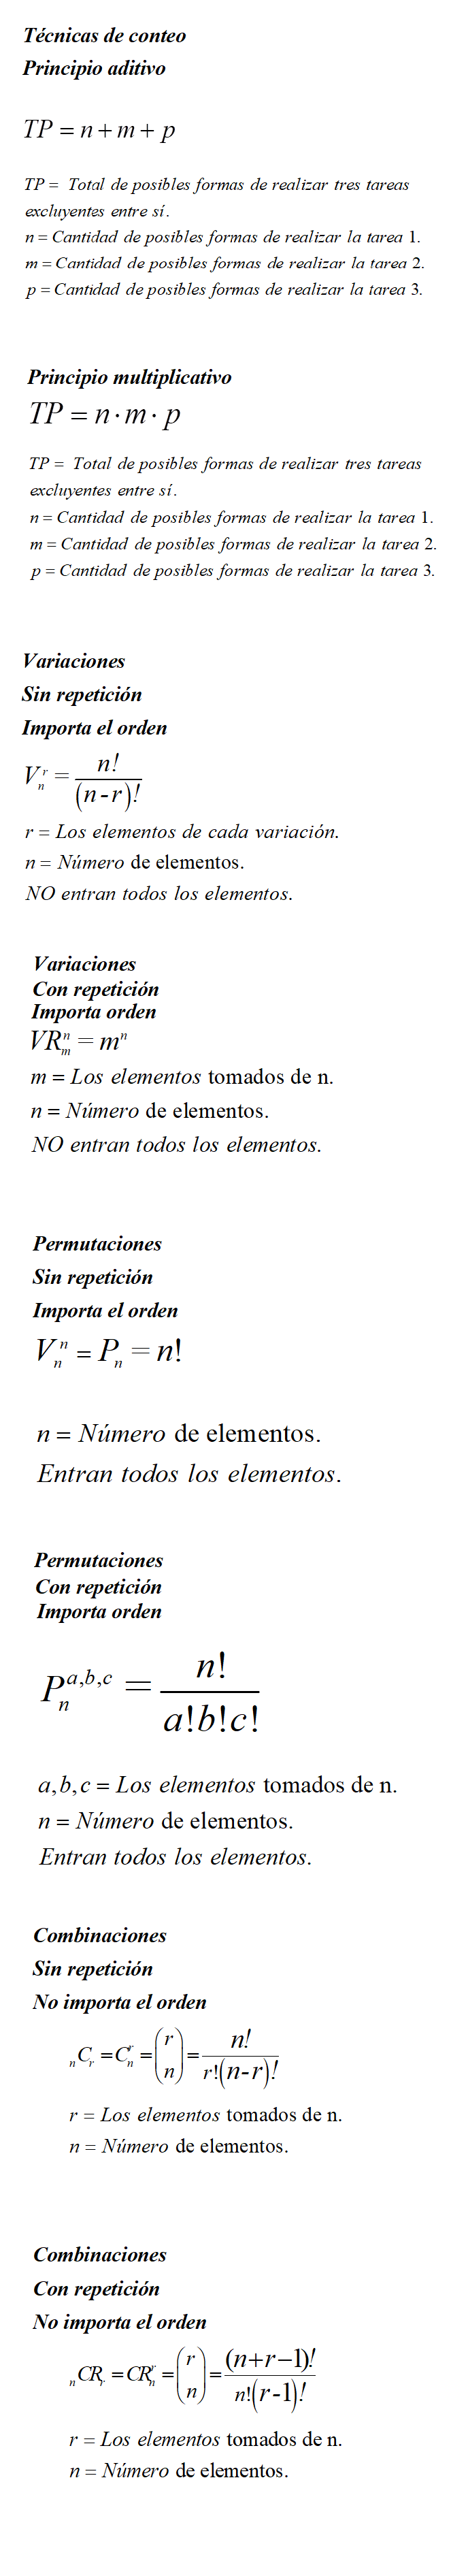 Técnicas de conteo
Principio aditivo
TP = n + m + p
TP = Total de posibles formas de realizar tres tareas
excluyentes entre sí.
n = Cantidad de posibles formas de realizar la tarea 1.
m = Cantidad de posibles formas de realizar la tarea 2.
p = Cantidad de posibles formas de realizar la tarea 3.
Principio multiplicativo
TP = n · m · p
TP = Total de posibles formas de realizar tres tareas
excluyentes entre sí.
n = Cantidad de posibles formas de realizar la tarea 1.
m = Cantidad de posibles formas de realizar la tarea 2.
p = Cantidad de posibles formas de realizar la tarea 3.
Variaciones
Sin repetición
Importa el orden
V_n^r = n! / (n - r)!
r = Los elementos de cada variación.
n = Número de elementos.
NO entran todos los elementos.
Variaciones
Con repetición
Importa orden
VR_m^n = m^n
m = Los elementos tomados de n.
n = Número de elementos.
NO entran todos los elementos.
Permutaciones
Sin repetición
Importa el orden
V_n^n = P_n = n!
n = Número de elementos.
Entran todos los elementos.
Permutaciones
Con repetición
Importa orden
P_n^{a,b,c} = n! / a!b!c!
a, b, c = Los elementos tomados de n.
n = Número de elementos.
Entran todos los elementos.
Combinaciones
Sin repetición
No importa el orden
_nC_r = C_n^r = (r n) = n! / r!(n - r)!
r = Los elementos tomados de n.
n = Número de elementos.
Combinaciones
Con repetición
No importa el orden
_nCR_r = CR_n^r = (r n) = (n+r−1)! / n!(r - 1)!
r = Los elementos tomados de n.
n = Número de elementos.